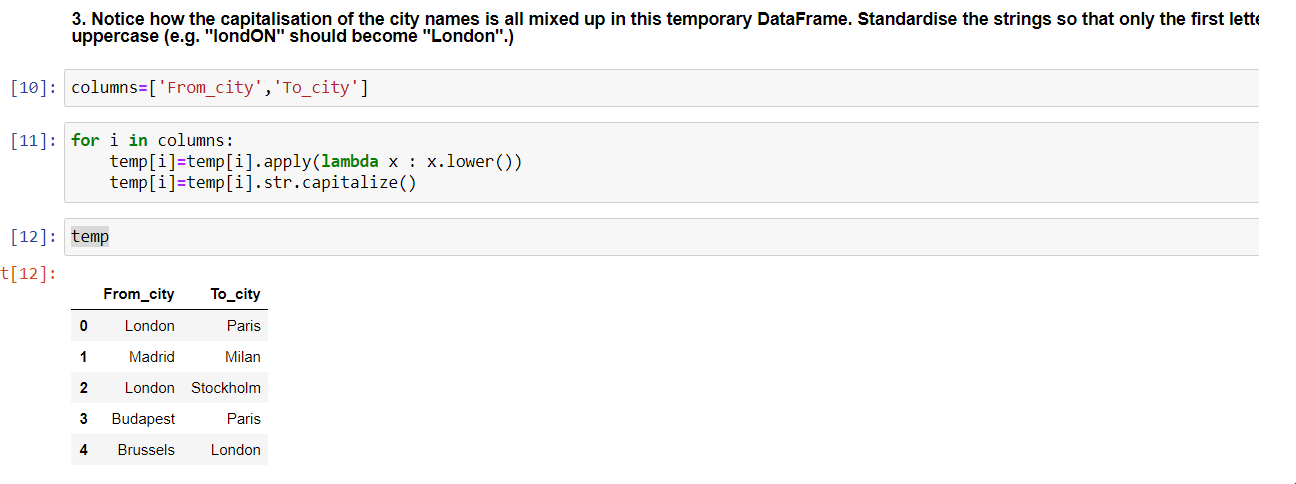 3. Notice how the capitalisation of the city names is all mixed up in this temporary DataFrame. Standardise the strings so that only the first
uppercase (e.g. "londON" should become "London".)
[10]: columns=['From_city','To_city']
[11]: for i in columns:
temp[i]=temp[i].apply(lambda x : x.lower())
temp[i]=temp[i].str.capitalize()
[12]: temp
t[12]:
From_city To_city
0 London Paris
1 Madrid Milan
2 London Stockholm
3 Budapest Paris
4 Brussels London